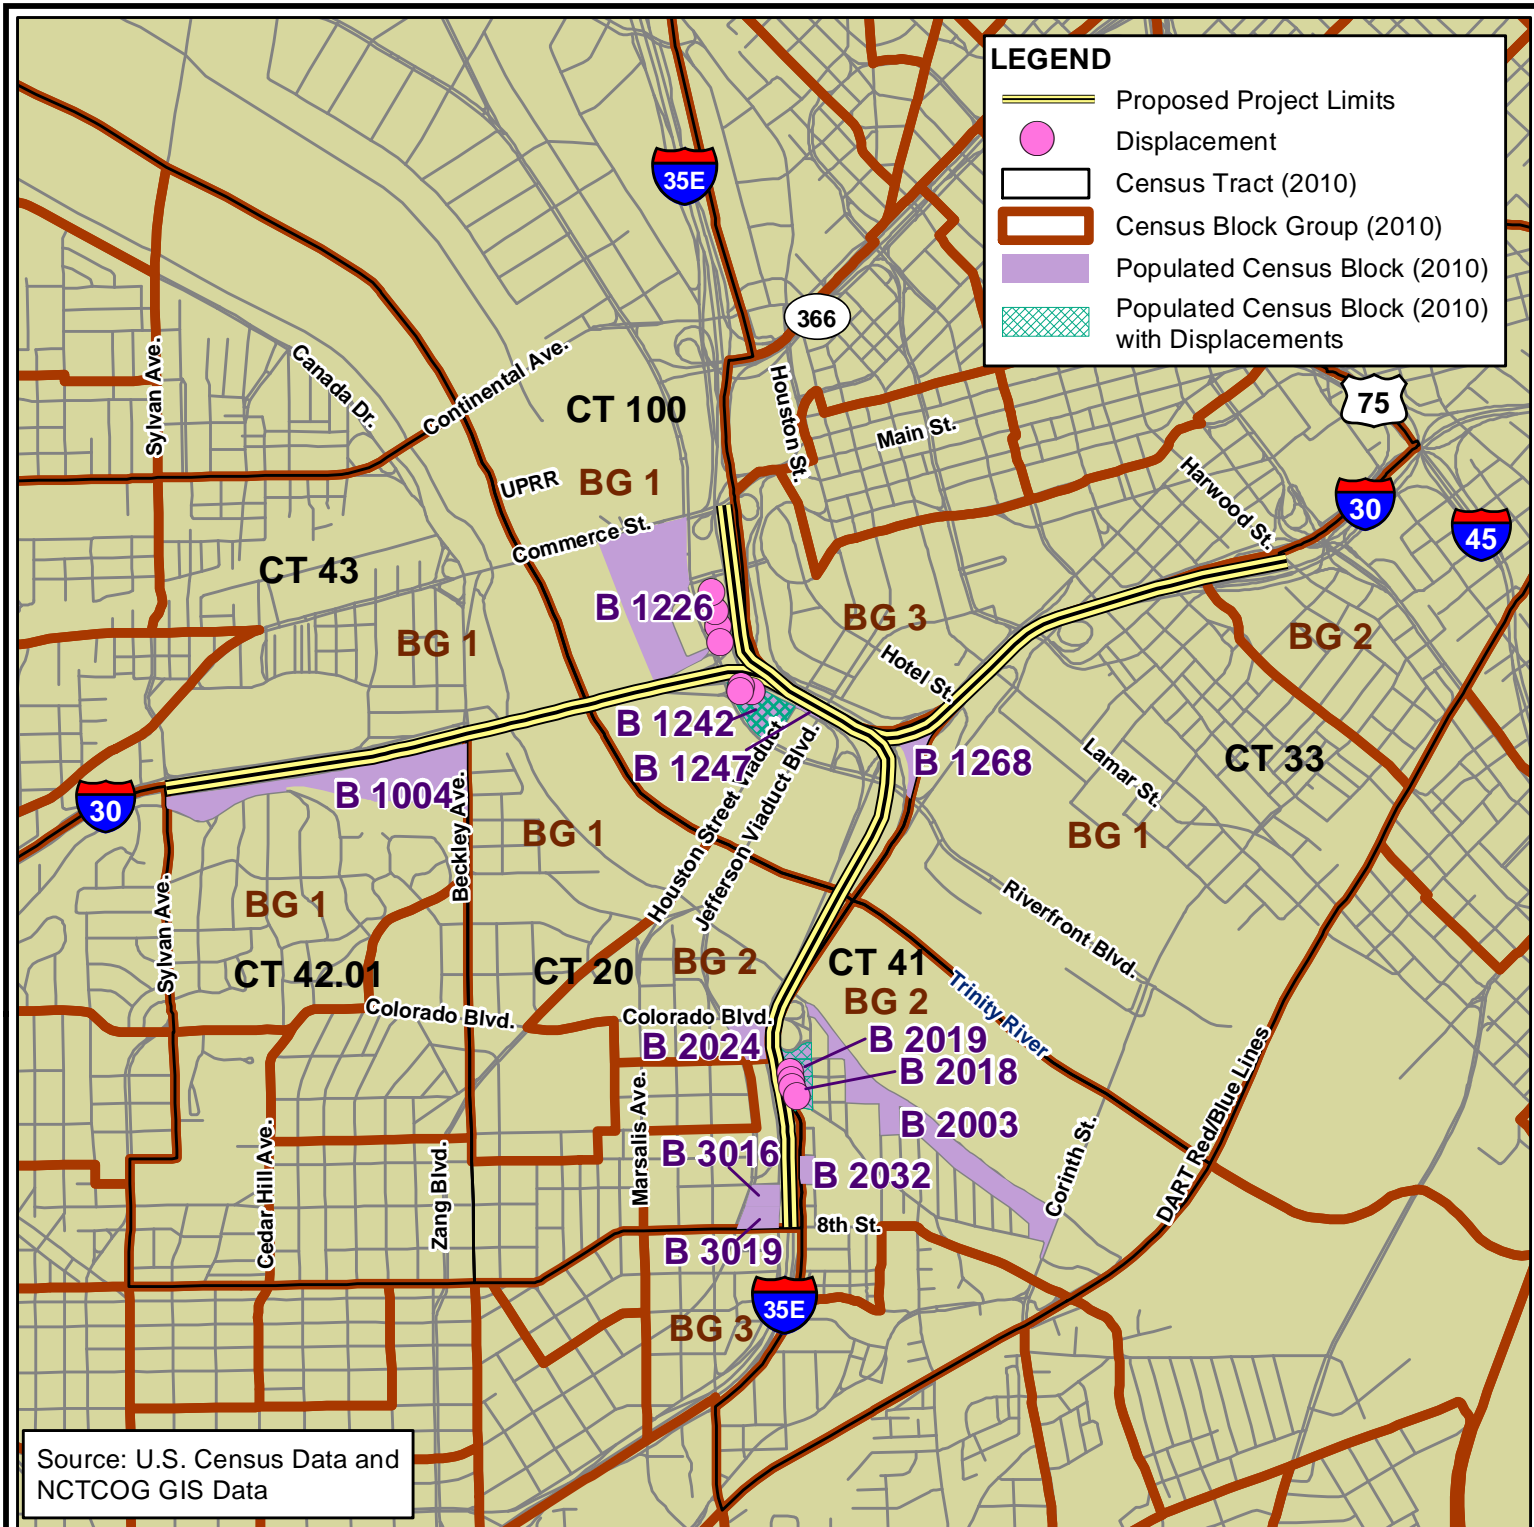 LEGEND
Proposed Project Limits
Displacement
Census Tract (2010)
Census Block Group (2010)
Populated Census Block (2010)
Populated Census Block (2010)
with Displacements
35E
366
75
30
45
Sylvan Ave.
Canada Dr.
Continental Ave.
CT 100
Houston St.
Main St.
UPRR
BG 1
Harwood St.
Commerce St.
CT 43
B 1226
BG 1
BG 3
BG 2
Hotel St.
B 1242
B 1247
B 1268
CT 33
Lamar St.
30
B 1004
Beckley Ave.
BG 1
Houston Street Viaduct
Jefferson Viaduct Blvd.
BG 1
Sylvan Ave.
BG 1
Riverfront Blvd.
CT 42.01
CT 20
BG 2
CT 41
BG 2
Trinity River
Colorado Blvd.
Colorado Blvd.
B 2024
B 2019
B 2018
B 2003
Marsalis Ave.
Cedar Hill Ave.
Zang Blvd.
B 3016
B 2032
Corinth St.
DART Red/Blue Lines
8th St.
B 3019
35E
BG 3
Source: U.S. Census Data and
NCTCOG GIS Data